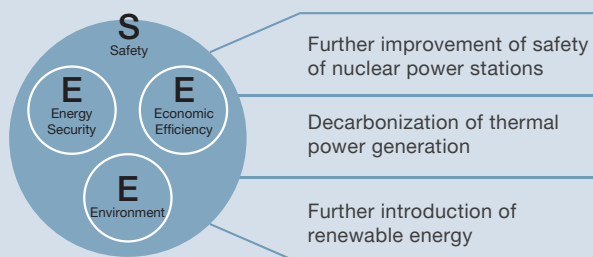 S
Safety
E
Energy
Security
E
Economic
Efficiency
E
Environment
Further improvement of safety
of nuclear power stations
Decarbonization of thermal
power generation
Further introduction of
renewable energy